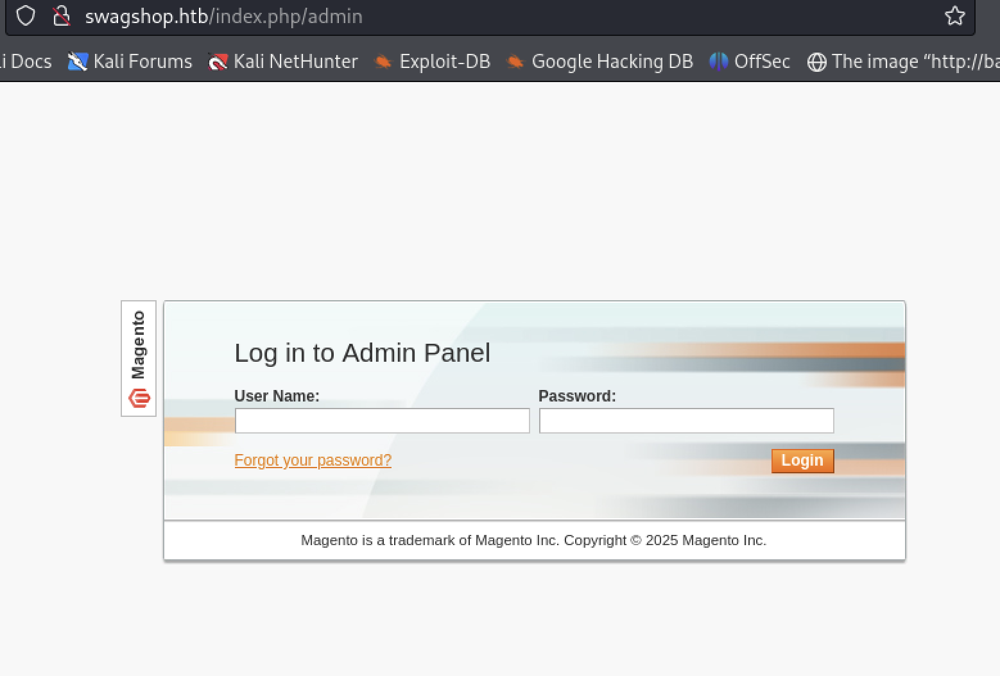 swagshop.htb/index.php/admin
i Docs Kali Forums Kali NetHunter Exploit-DB Google Hacking DB OffSec The image “http://ba
Magento
Log in to Admin Panel
User Name: Password:
Forgot your password? Login
Magento is a trademark of Magento Inc. Copyright © 2025 Magento Inc.